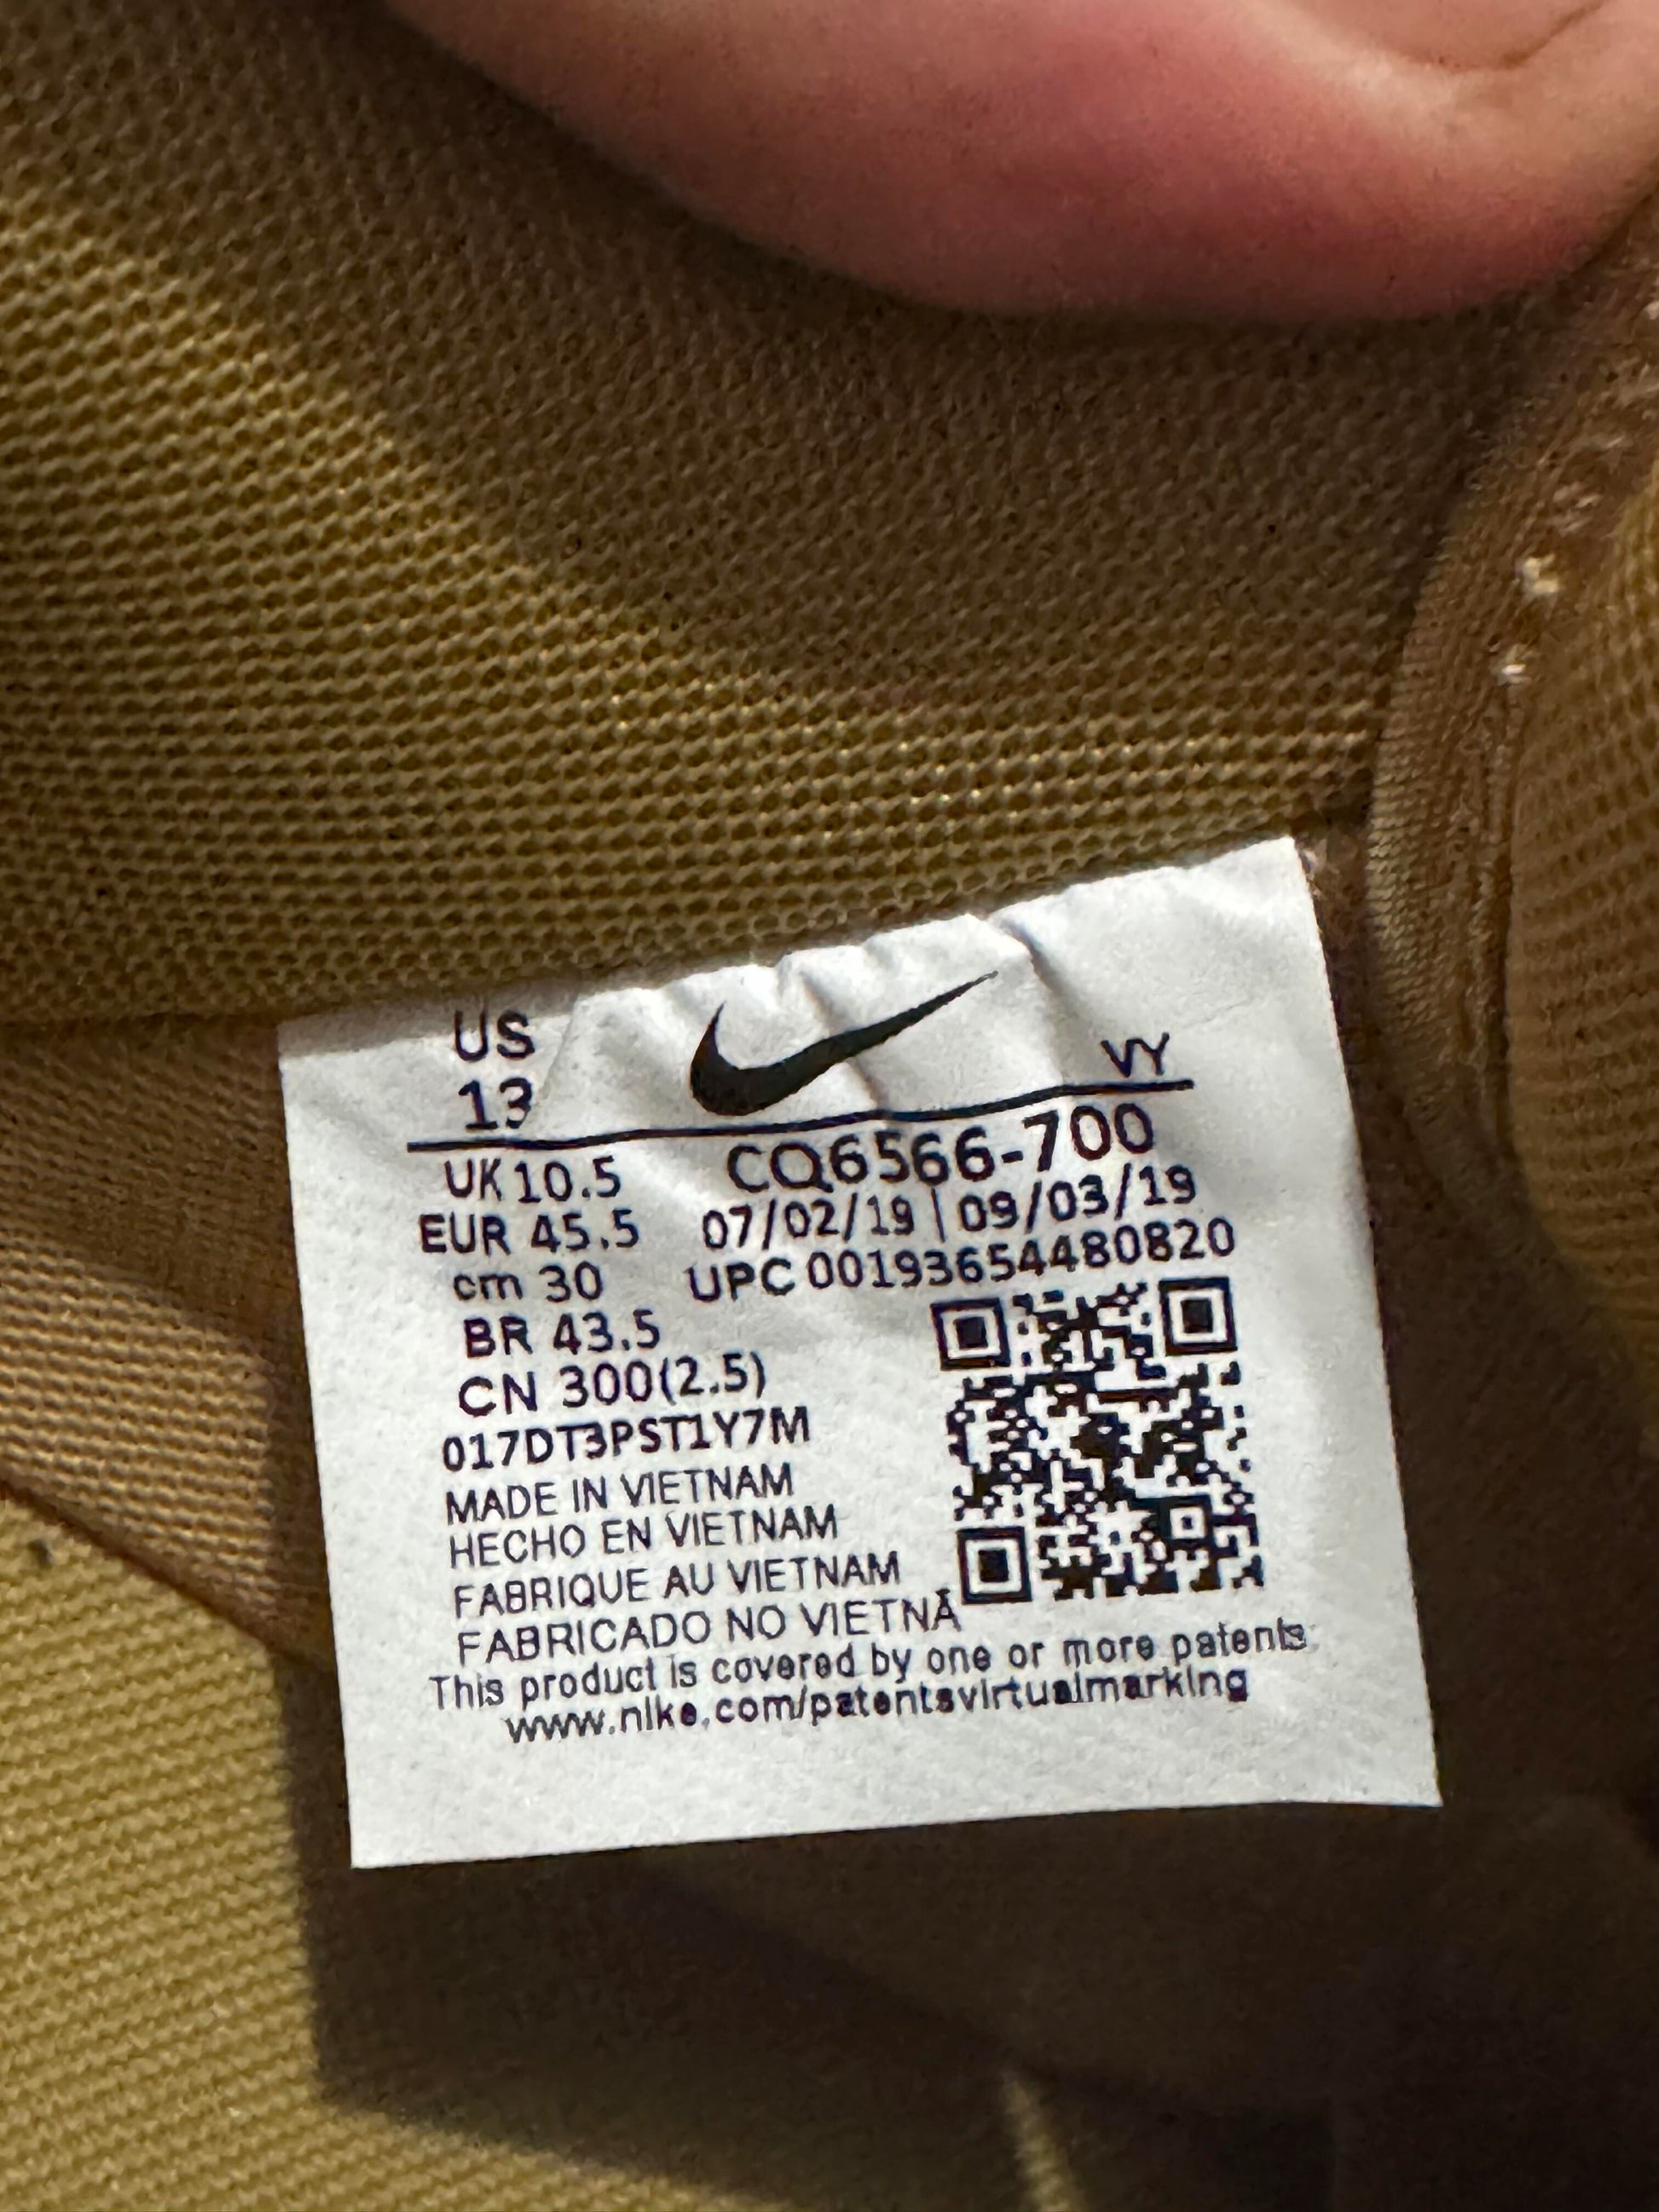 US
13
VY
UK 10.5
CQ6566-700
EUR 45.5
07/02/19 | 09/03/19
cm 30
UPC 00193654480820
BR 43.5
CN 300(2.5)
017DT3PST1Y7M
MADE IN VIETNAM
HECHO EN VIETNAM
FABRIQUE AU VIETNAM
FABRICADO NO VIETNÃ
This product is covered by one or more patents
www.nike.com/patentsvirtualmarking